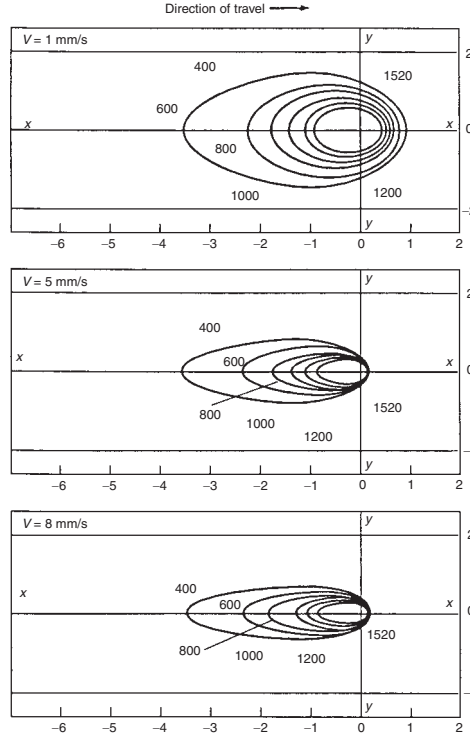 Direction of travel
V = 1 mm/s
y
2
400
1520
600
x
x
0
800
1000
1200
y
−6 −5 −4 −3 −2 −1 0 1 2
V = 5 mm/s
y
2
400
x
600
x
0
800
1520
1000
1200
y
−6 −5 −4 −3 −2 −1 0 1 2
V = 8 mm/s
y
2
x
400
600
x
0
1520
800
1000
1200
y
−6 −5 −4 −3 −2 −1 0 1 2